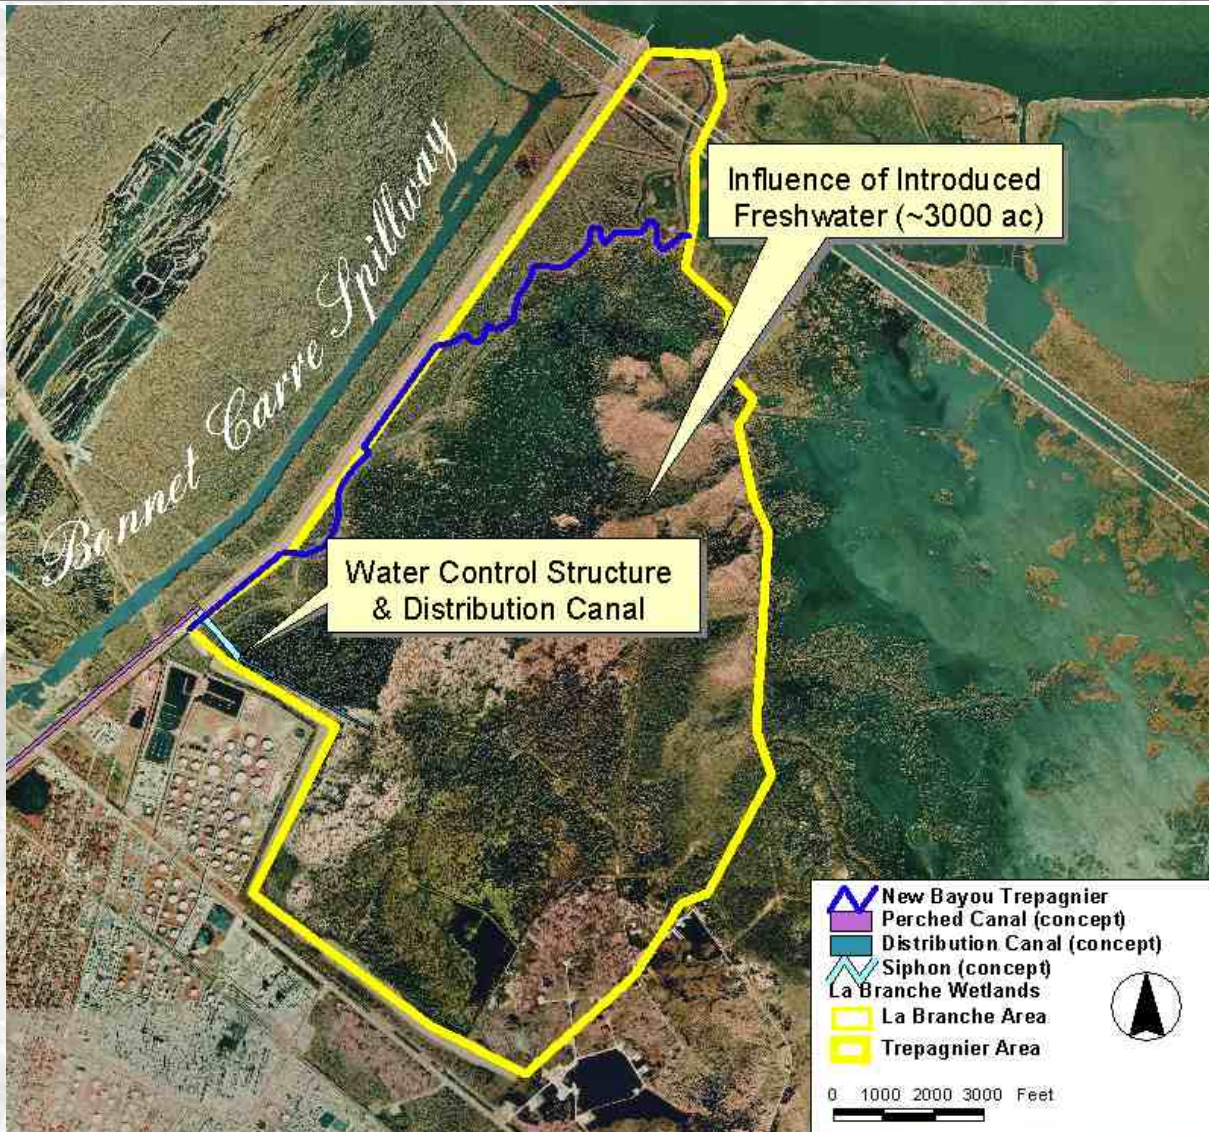 Influence of Introduced
Freshwater (~3000 ac)
Bonnet Carre Spillway
Water Control Structure
& Distribution Canal
New Bayou Trepagnier
Perched Canal (concept)
Distribution Canal (concept)
Siphon (concept)
La Branche Wetlands
La Branche Area
Trepagnier Area
0 1000 2000 3000 Feet